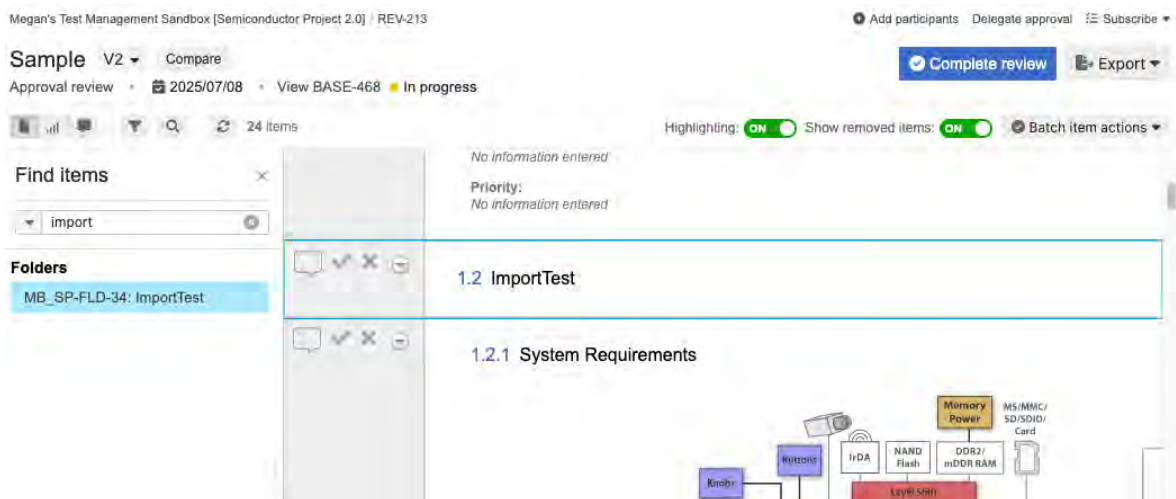 Megan's Test Management Sandbox [Semiconductor Project 2.0] / REV-213
Add participants Delegate approval Subscribe
Sample V2 Compare
Complete review Export
Approval review • 2025/07/08 • View BASE-468 In progress
24 items Highlighting: ON Show removed items: ON Batch item actions
Find items
No information entered
Priority:
No information entered
import
Folders
MB_SP-FLD-34: ImportTest
1.2 ImportTest
1.2.1 System Requirements
Memory
Power
MS/MMC/
SD/SDIO/
Card
Buttons
IrDA
NAND
Flash
DDR2/
mDDR RAM
Knobs
Level Shift